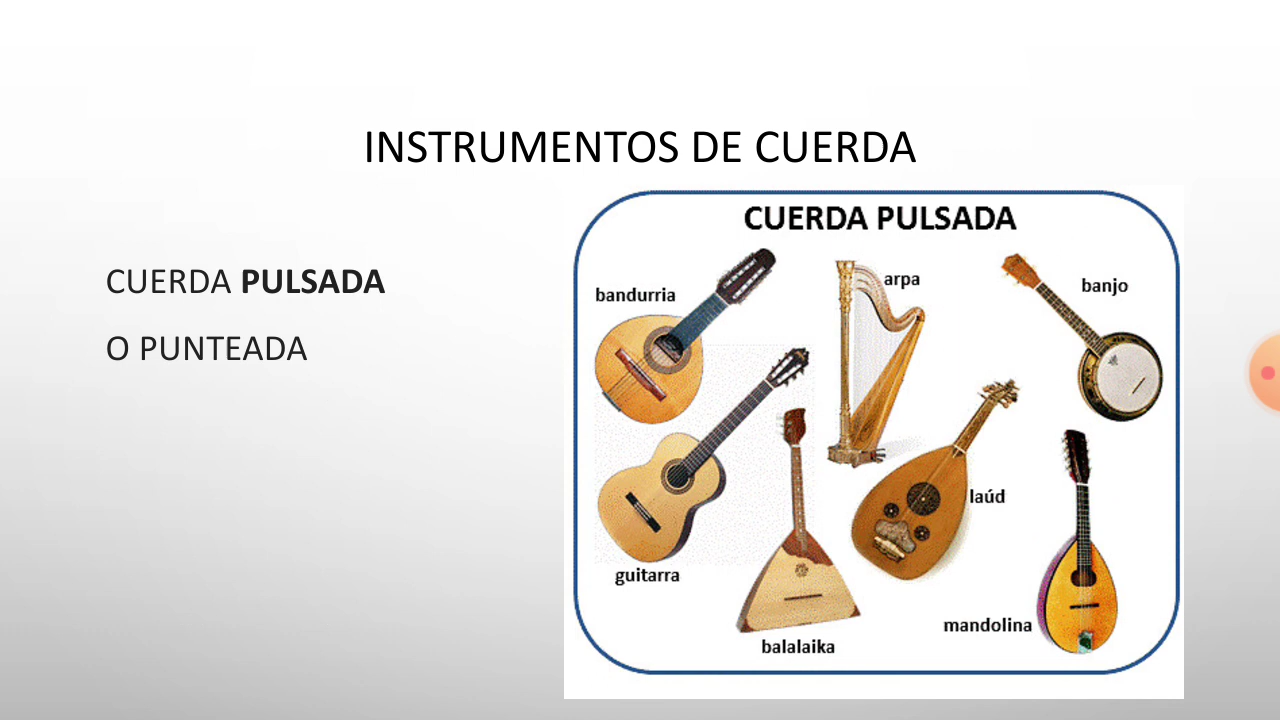 INSTRUMENTOS DE CUERDA
CUERDA PULSADA
O PUNTEADA
CUERDA PULSADA
bandurria
arpa
banjo
laúd
guitarra
mandolina
balalaika